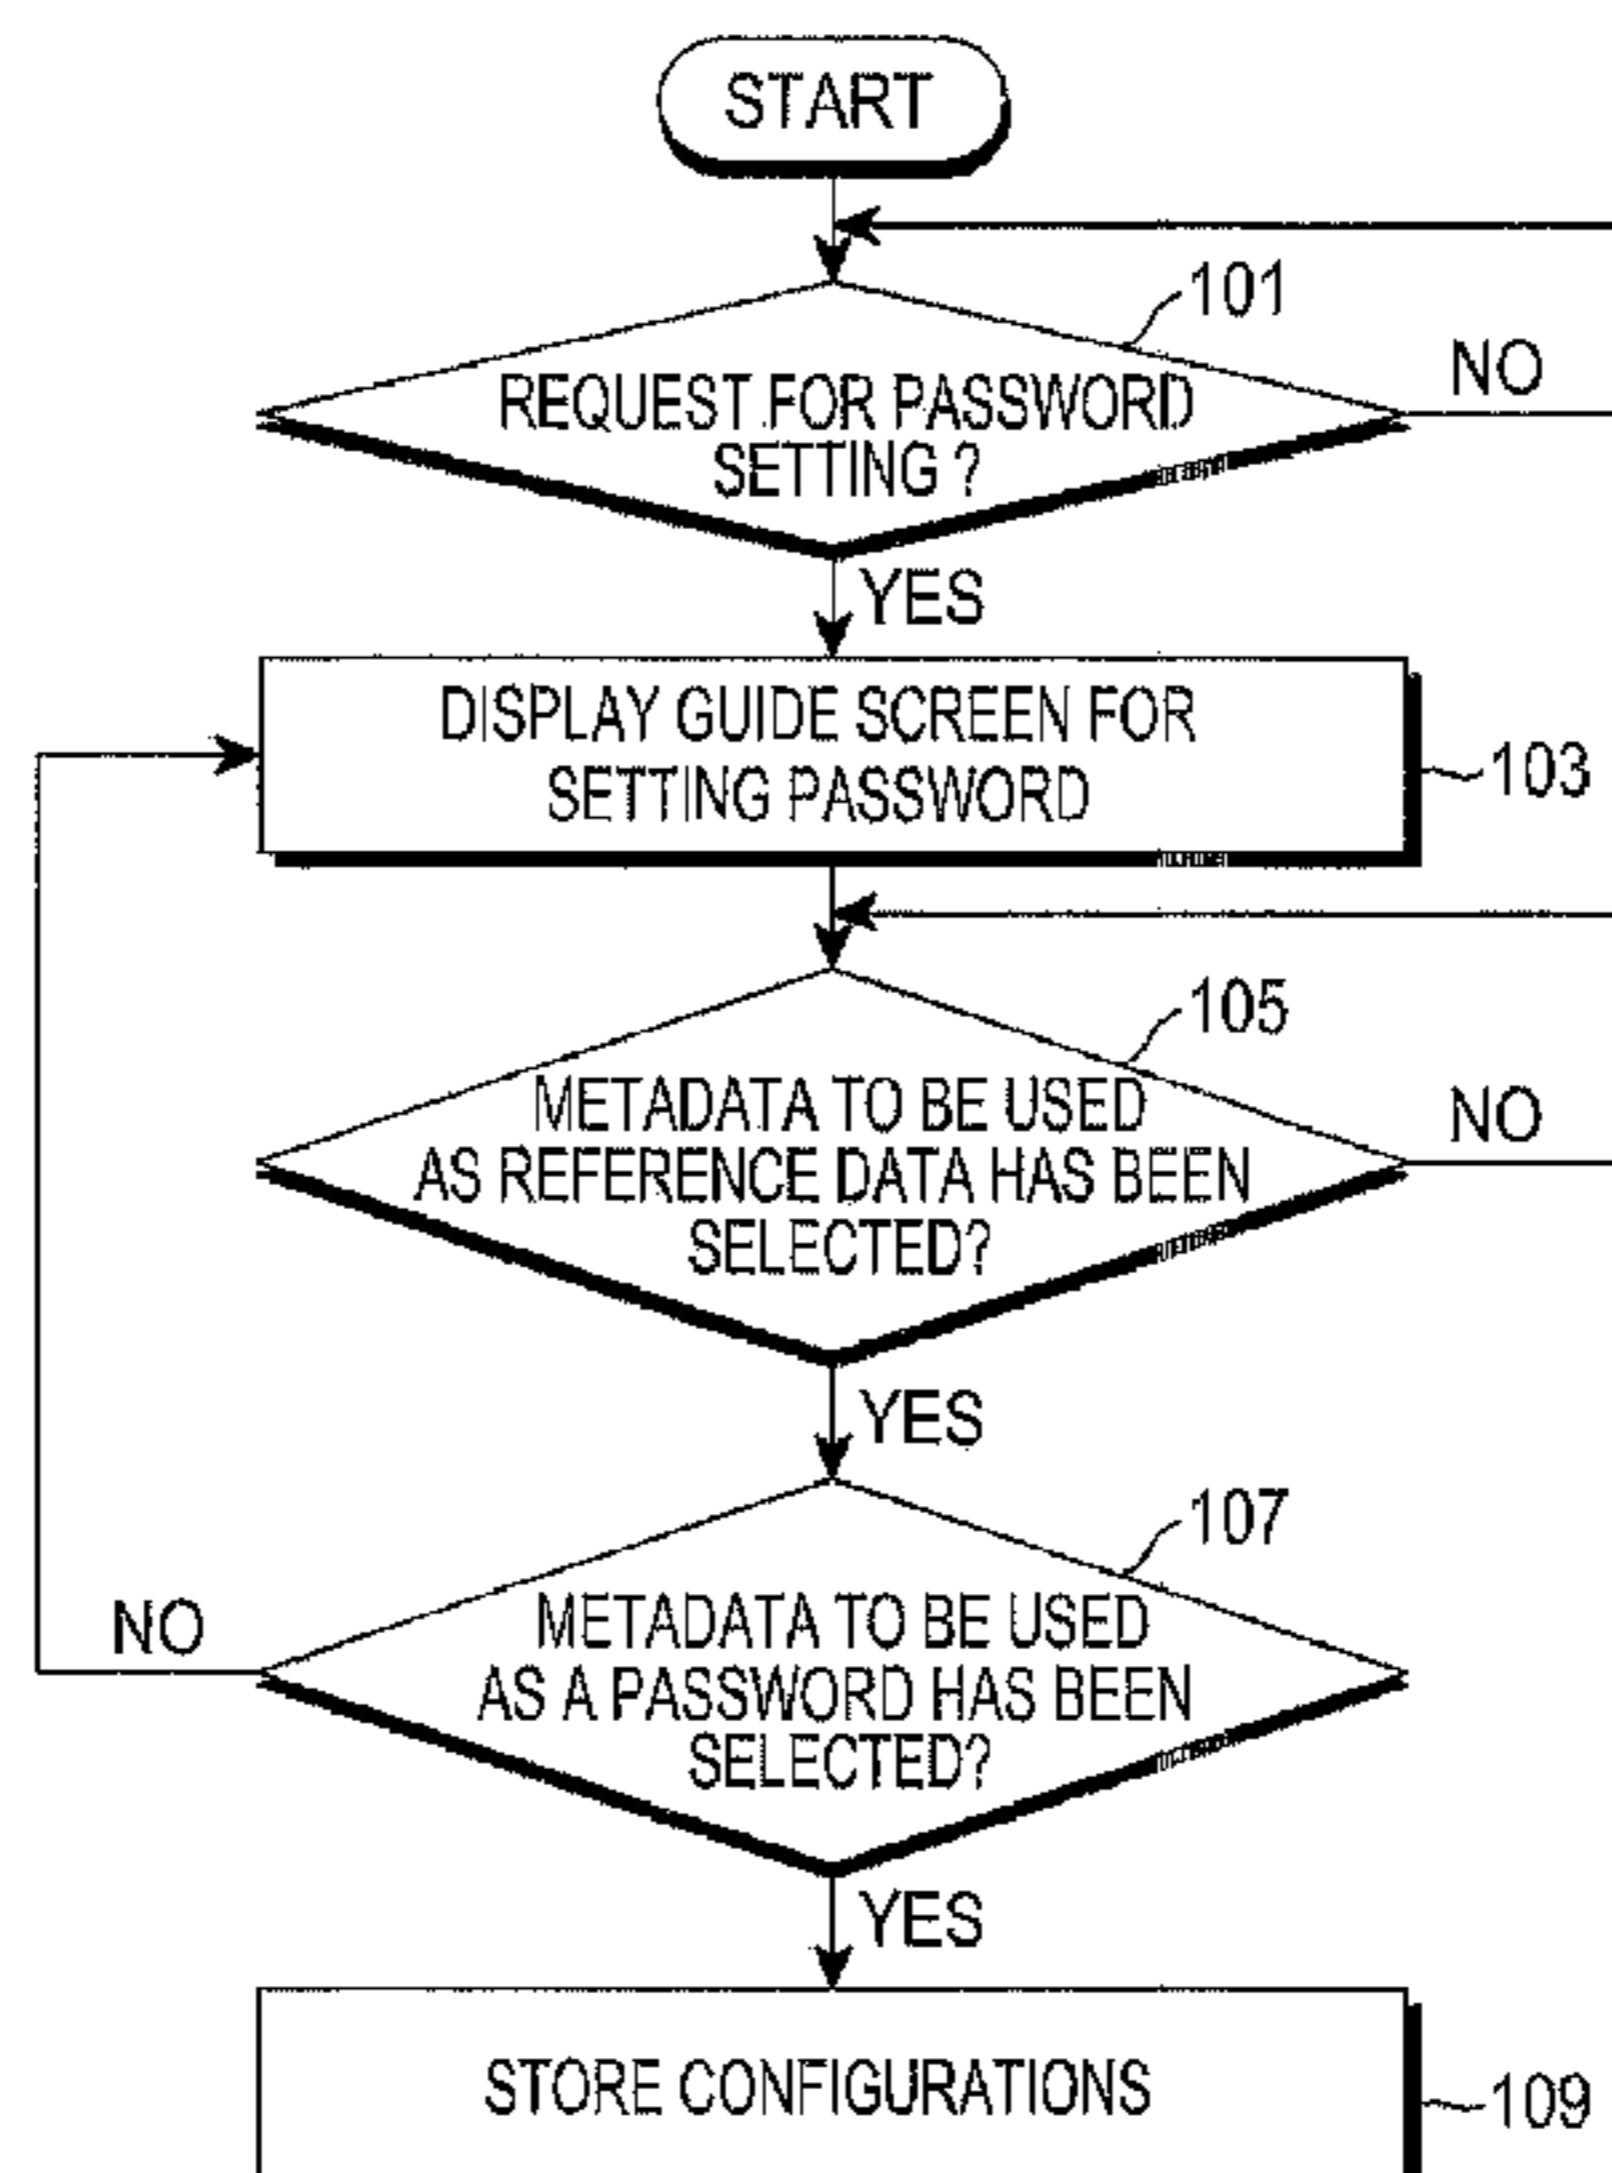 START
101
REQUEST FOR PASSWORD
SETTING ?
NO
YES
DISPLAY GUIDE SCREEN FOR
SETTING PASSWORD
103
105
METADATA TO BE USED
AS REFERENCE DATA HAS BEEN
SELECTED?
NO
YES
107
METADATA TO BE USED
AS A PASSWORD HAS BEEN
SELECTED?
NO
YES
STORE CONFIGURATIONS
109